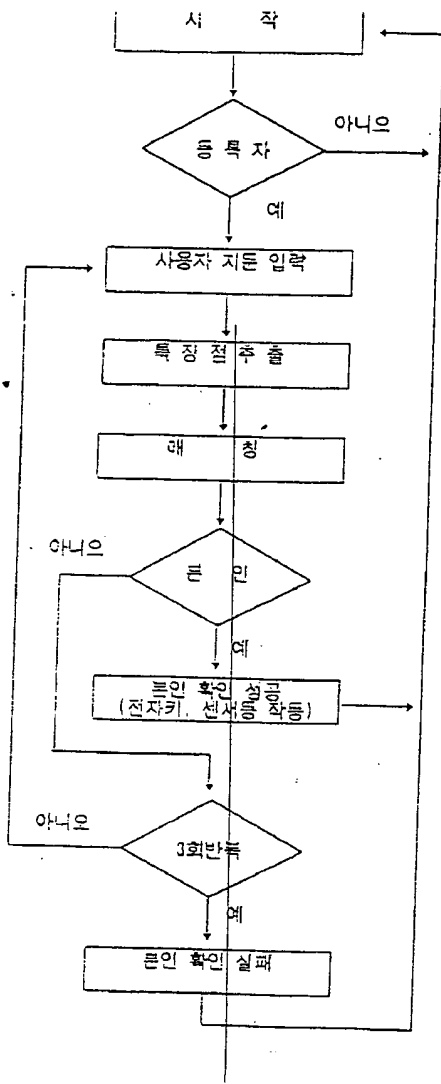 시 작
등 록 자
아니오
예
사용자 지문 입력
특 징 점 추 출
매 칭
아니오
본 인
예
본인 확인 성공
(전자키, 센서등 작동)
아니오
3회반복
예
본인 확인 실패